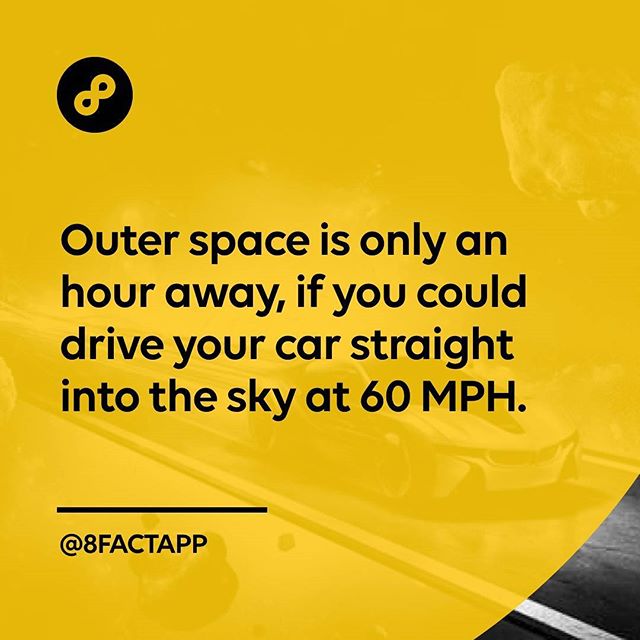 Outer space is only an
hour away, if you could
drive your car straight
into the sky at 60 MPH.
@8FACTAPP